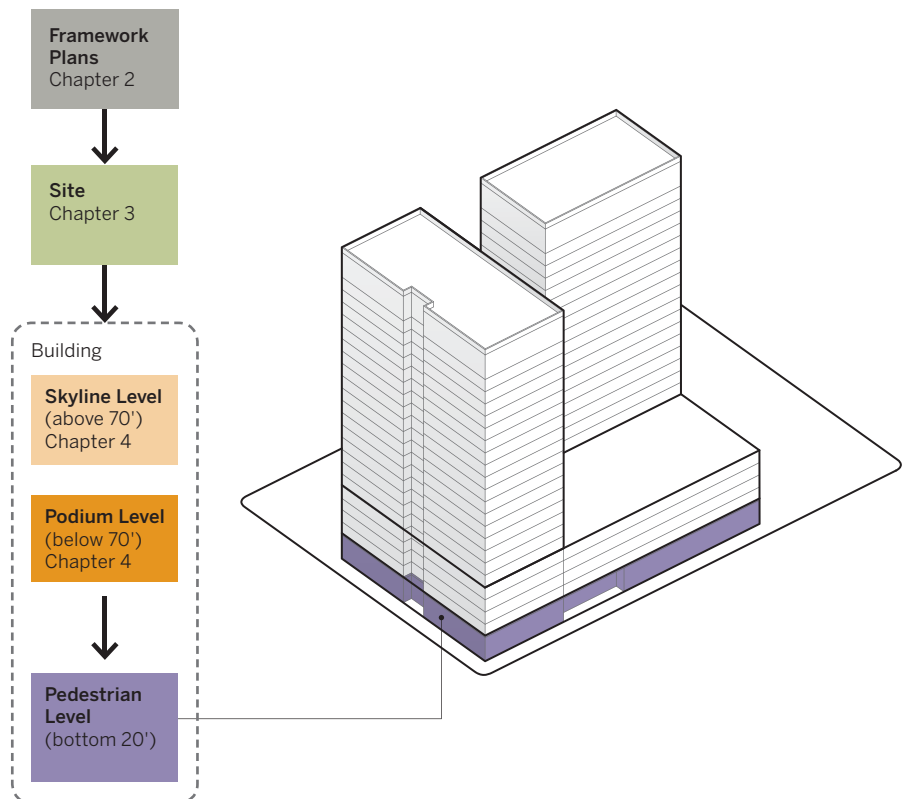 Framework
Plans
Chapter 2
Site
Chapter 3
Building
Skyline Level
(above 70')
Chapter 4
Podium Level
(below 70')
Chapter 4
Pedestrian
Level
(bottom 20')